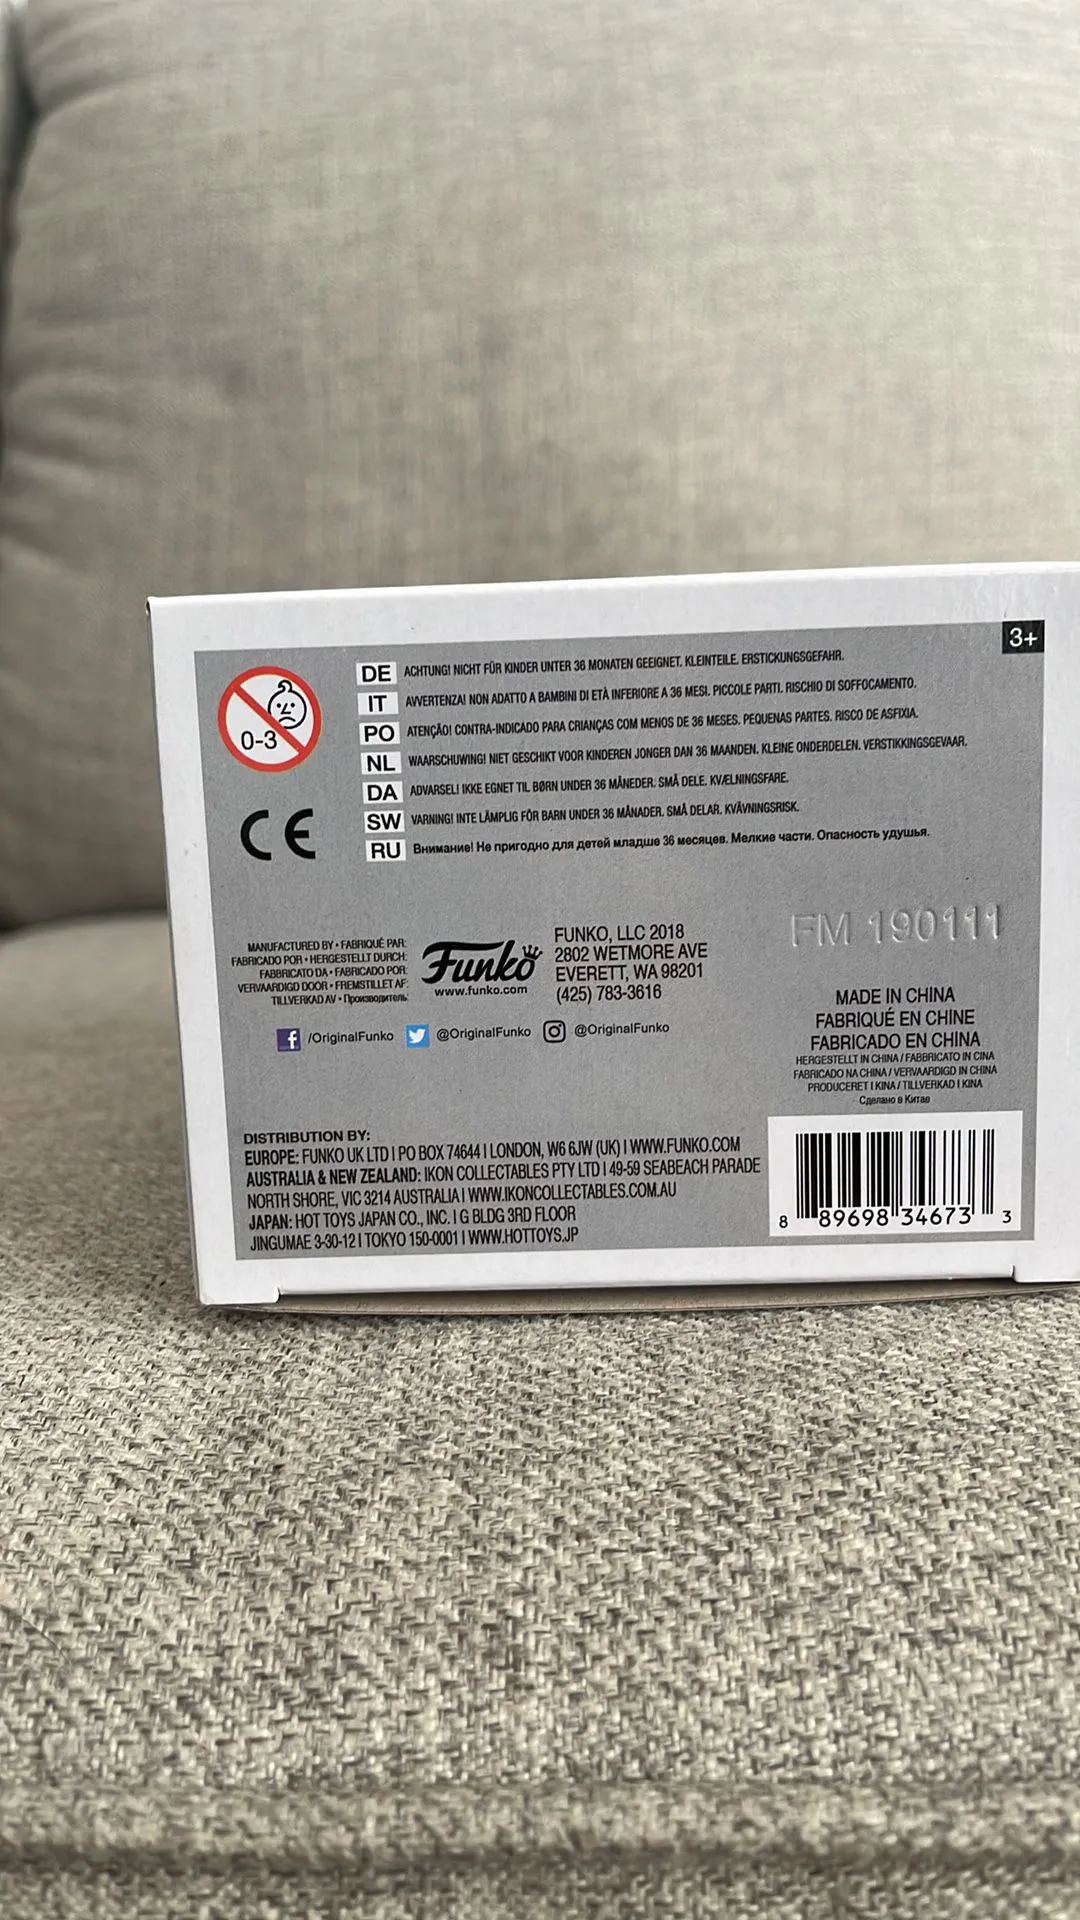 3+
0-3
DE ACHTUNG! NICHT FÜR KINDER UNTER 36 MONATEN GEEIGNET. KLEINTEILE. ERSTICKUNGSGEFAHR.
IT AVVERTENZA! NON ADATTO A BAMBINI DI ETÀ INFERIORE A 36 MESI. PICCOLE PARTI. RISCHIO DI SOFFOCAMENTO.
PO ATENÇÃO! CONTRA-INDICADO PARA CRIANÇAS COM MENOS DE 36 MESES. PEQUENAS PARTES. RISCO DE ASFIXIA.
NL WAARSCHUWING! NIET GESCHIKT VOOR KINDEREN JONGER DAN 36 MAANDEN. KLEINE ONDERDELEN. VERSTIKKINGSGEVAAR.
DA ADVARSEL! IKKE EGNET TIL BØRN UNDER 36 MÅNEDER. SMÅ DELE. KVÆLNINGSFARE.
SW VARNING! INTE LÄMPLIG FÖR BARN UNDER 36 MÅNADER. SMÅ DELAR. KVÄVNINGSRISK.
RU Внимание! Не пригодно для детей младше 36 месяцев. Мелкие части. Опасность удушья.
CE
MANUFACTURED BY • FABRIQUÉ PAR:
FABRICADO POR • HERGESTELLT DURCH:
FABBRICATO DA • FABRICADO POR:
VERVAARDIGD DOOR • FREMSTILLET AF:
TILLVERKAD AV • Производитель:
Funko
www.funko.com
FUNKO, LLC 2018
2802 WETMORE AVE
EVERETT, WA 98201
(425) 783-3616
/OriginalFunko @OriginalFunko @OriginalFunko
FM 190111
MADE IN CHINA
FABRIQUÉ EN CHINE
FABRICADO EN CHINA
HERGESTELLT IN CHINA / FABBRICATO IN CINA
FABRICADO NA CHINA / VERVAARDIGD IN CHINA
PRODUCERET I KINA / TILLVERKAD I KINA
Сделано в Китае
DISTRIBUTION BY:
EUROPE: FUNKO UK LTD I PO BOX 74644 I LONDON, W6 6JW (UK) I WWW.FUNKO.COM
AUSTRALIA & NEW ZEALAND: IKON COLLECTABLES PTY LTD I 49-59 SEABEACH PARADE
NORTH SHORE, VIC 3214 AUSTRALIA I WWW.IKONCOLLECTABLES.COM.AU
JAPAN: HOT TOYS JAPAN CO., INC. I G BLDG 3RD FLOOR
JINGUMAE 3-30-12 I TOKYO 150-0001 I WWW.HOTTOYS.JP
8 89698 34673 3